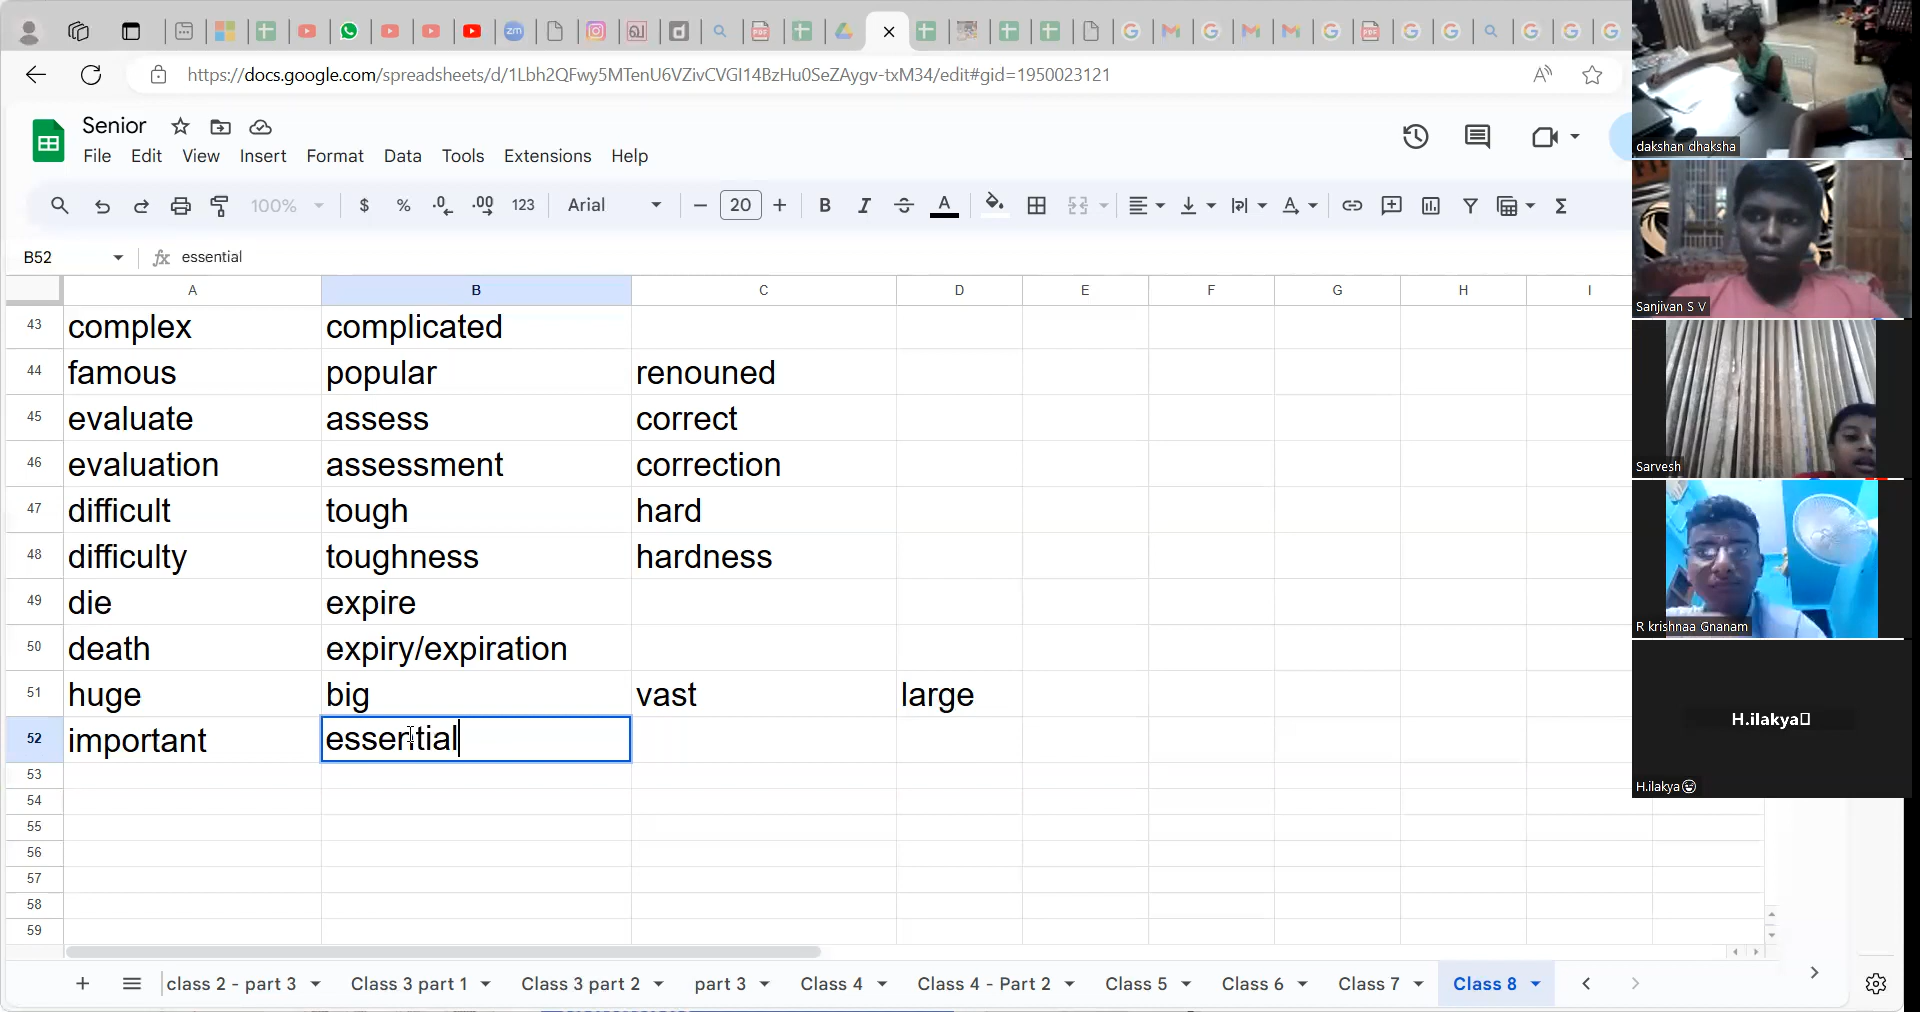 https://docs.google.com/spreadsheets/d/1Lbh2QFwy5MTenU6VZivCVGI14BzHu0SeZAygv-txM34/edit#gid=1950023121
Senior
File Edit View Insert Format Data Tools Extensions Help
100% $ % .0 .00 123 Arial 20 B I A
B52 fx essential
A B C D E F G H I
43 complex complicated
44 famous popular renouned
45 evaluate assess correct
46 evaluation assessment correction
47 difficult tough hard
48 difficulty toughness hardness
49 die expire
50 death expiry/expiration
51 huge big vast large
52 important essential
53
54
55
56
57
58
59
class 2 - part 3 Class 3 part 1 Class 3 part 2 part 3 Class 4 Class 4 - Part 2 Class 5 Class 6 Class 7 Class 8
dakshan dhaksha
Sanjivan S V
Sarvesh
R krishnaa Gnanam
H.ilakya
H.ilakya